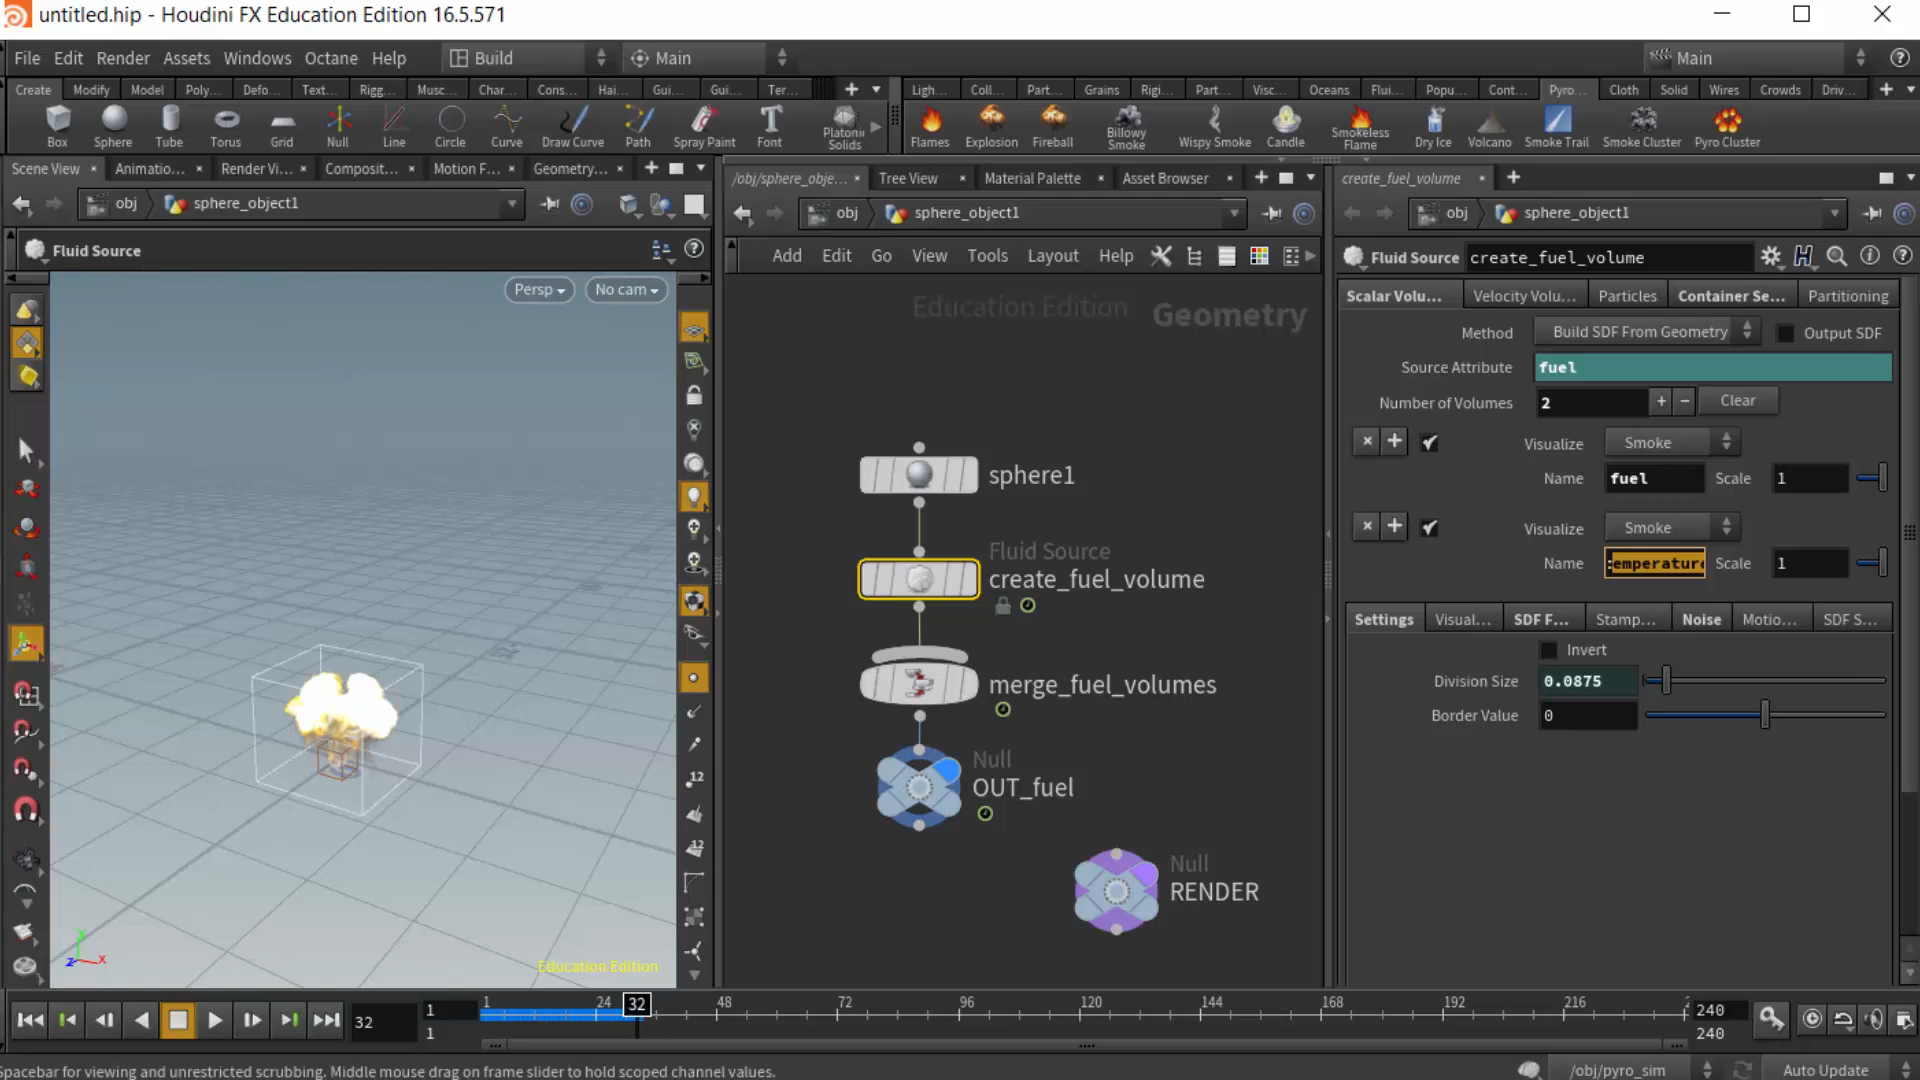 untitled.hip - Houdini FX Education Edition 16.5.571
File Edit Render Assets Windows Octane Help Build Main Main
Create Modify Model Poly... Defo... Text... Rigg... Musc... Char... Cons... Hai... Gui... Gui... Ter...
Ligh... Coll... Part... Grains Rigi... Part... Visc... Oceans Flui... Popu... Cont... Pyro... Cloth Solid Wires Crowds Driv...
Box Sphere Tube Torus Grid Null Line Circle Curve Draw Curve Path Spray Paint Font Platonic Solids
Flames Explosion Fireball Billowy Smoke Wispy Smoke Candle Smokeless Flame Dry Ice Volcano Smoke Trail Smoke Cluster Pyro Cluster
Scene View Animatio... Render Vi... Composit... Motion F... Geometry...
obj sphere_object1
Fluid Source
Persp No cam
12
12
Education Edition
/obj/sphere_obje... Tree View Material Palette Asset Browser
obj sphere_object1
Add Edit Go View Tools Layout Help
Education Edition Geometry
sphere1
Fluid Source
create_fuel_volume
merge_fuel_volumes
Null
OUT_fuel
Null
RENDER
create_fuel_volume
obj sphere_object1
Fluid Source create_fuel_volume
Scalar Volu... Velocity Volu... Particles Container Se... Partitioning
Method Build SDF From Geometry Output SDF
Source Attribute fuel
Number of Volumes 2 + − Clear
Visualize Smoke
Name fuel Scale 1
Visualize Smoke
Name emperature Scale 1
Settings Visual... SDF F... Stamp... Noise Motio... SDF S...
Invert
Division Size 0.0875
Border Value 0
32 1 1 24 32 48 72 96 120 144 168 192 216 2 240
1 240
Spacebar for viewing and unrestricted scrubbing. Middle mouse drag on frame slider to hold scoped channel values.
/obj/pyro_sim Auto Update